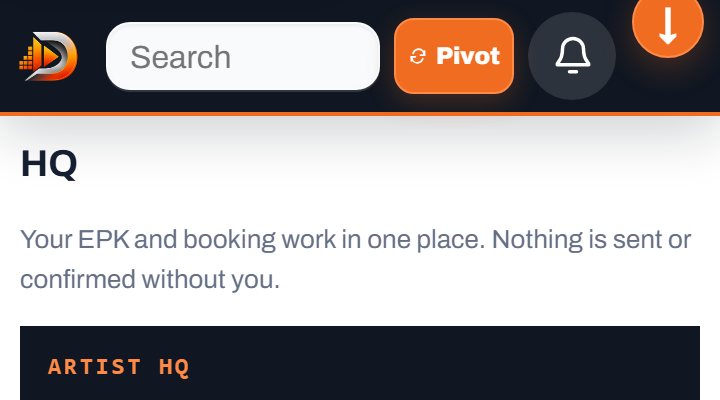 Search
Pivot
HQ
Your EPK and booking work in one place. Nothing is sent or
confirmed without you.
ARTIST HQ